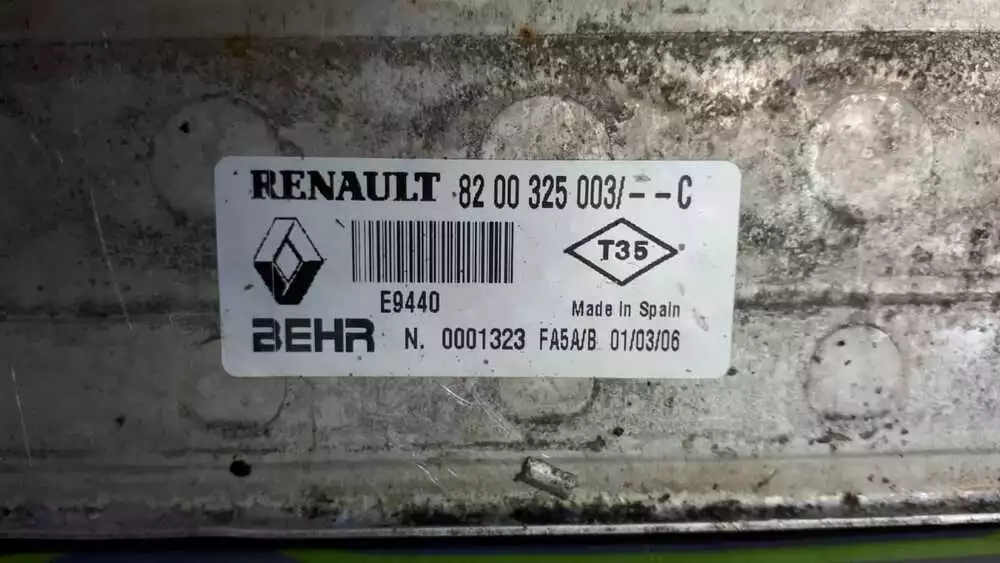 RENAULT 82 00 325 003/--C
T35
E9440
Made in Spain
BEHR N. 0001323 FA5A/B 01/03/06